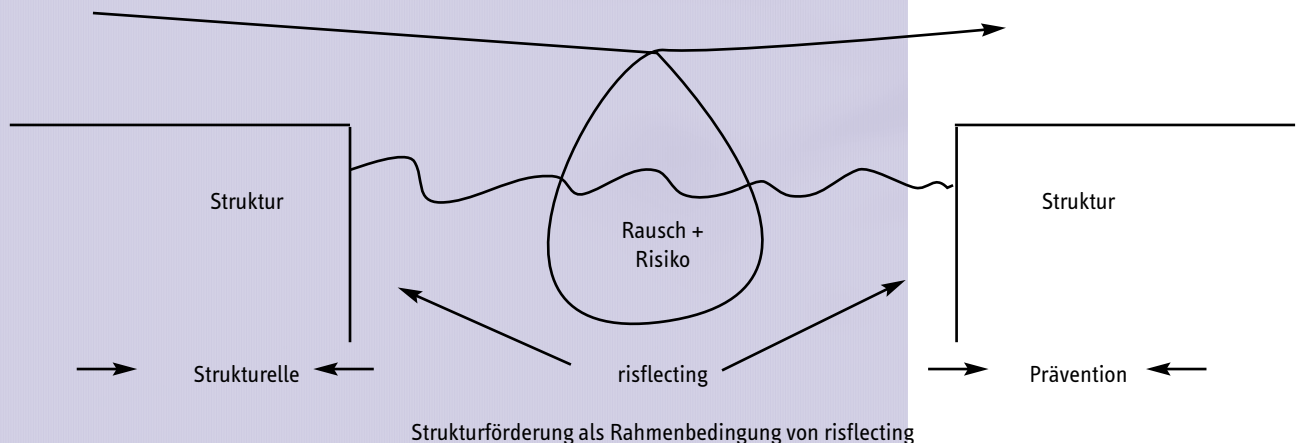 Struktur
Struktur
Rausch +
Risiko
Strukturelle
risflecting
Prävention
Strukturförderung als Rahmenbedingung von risflecting